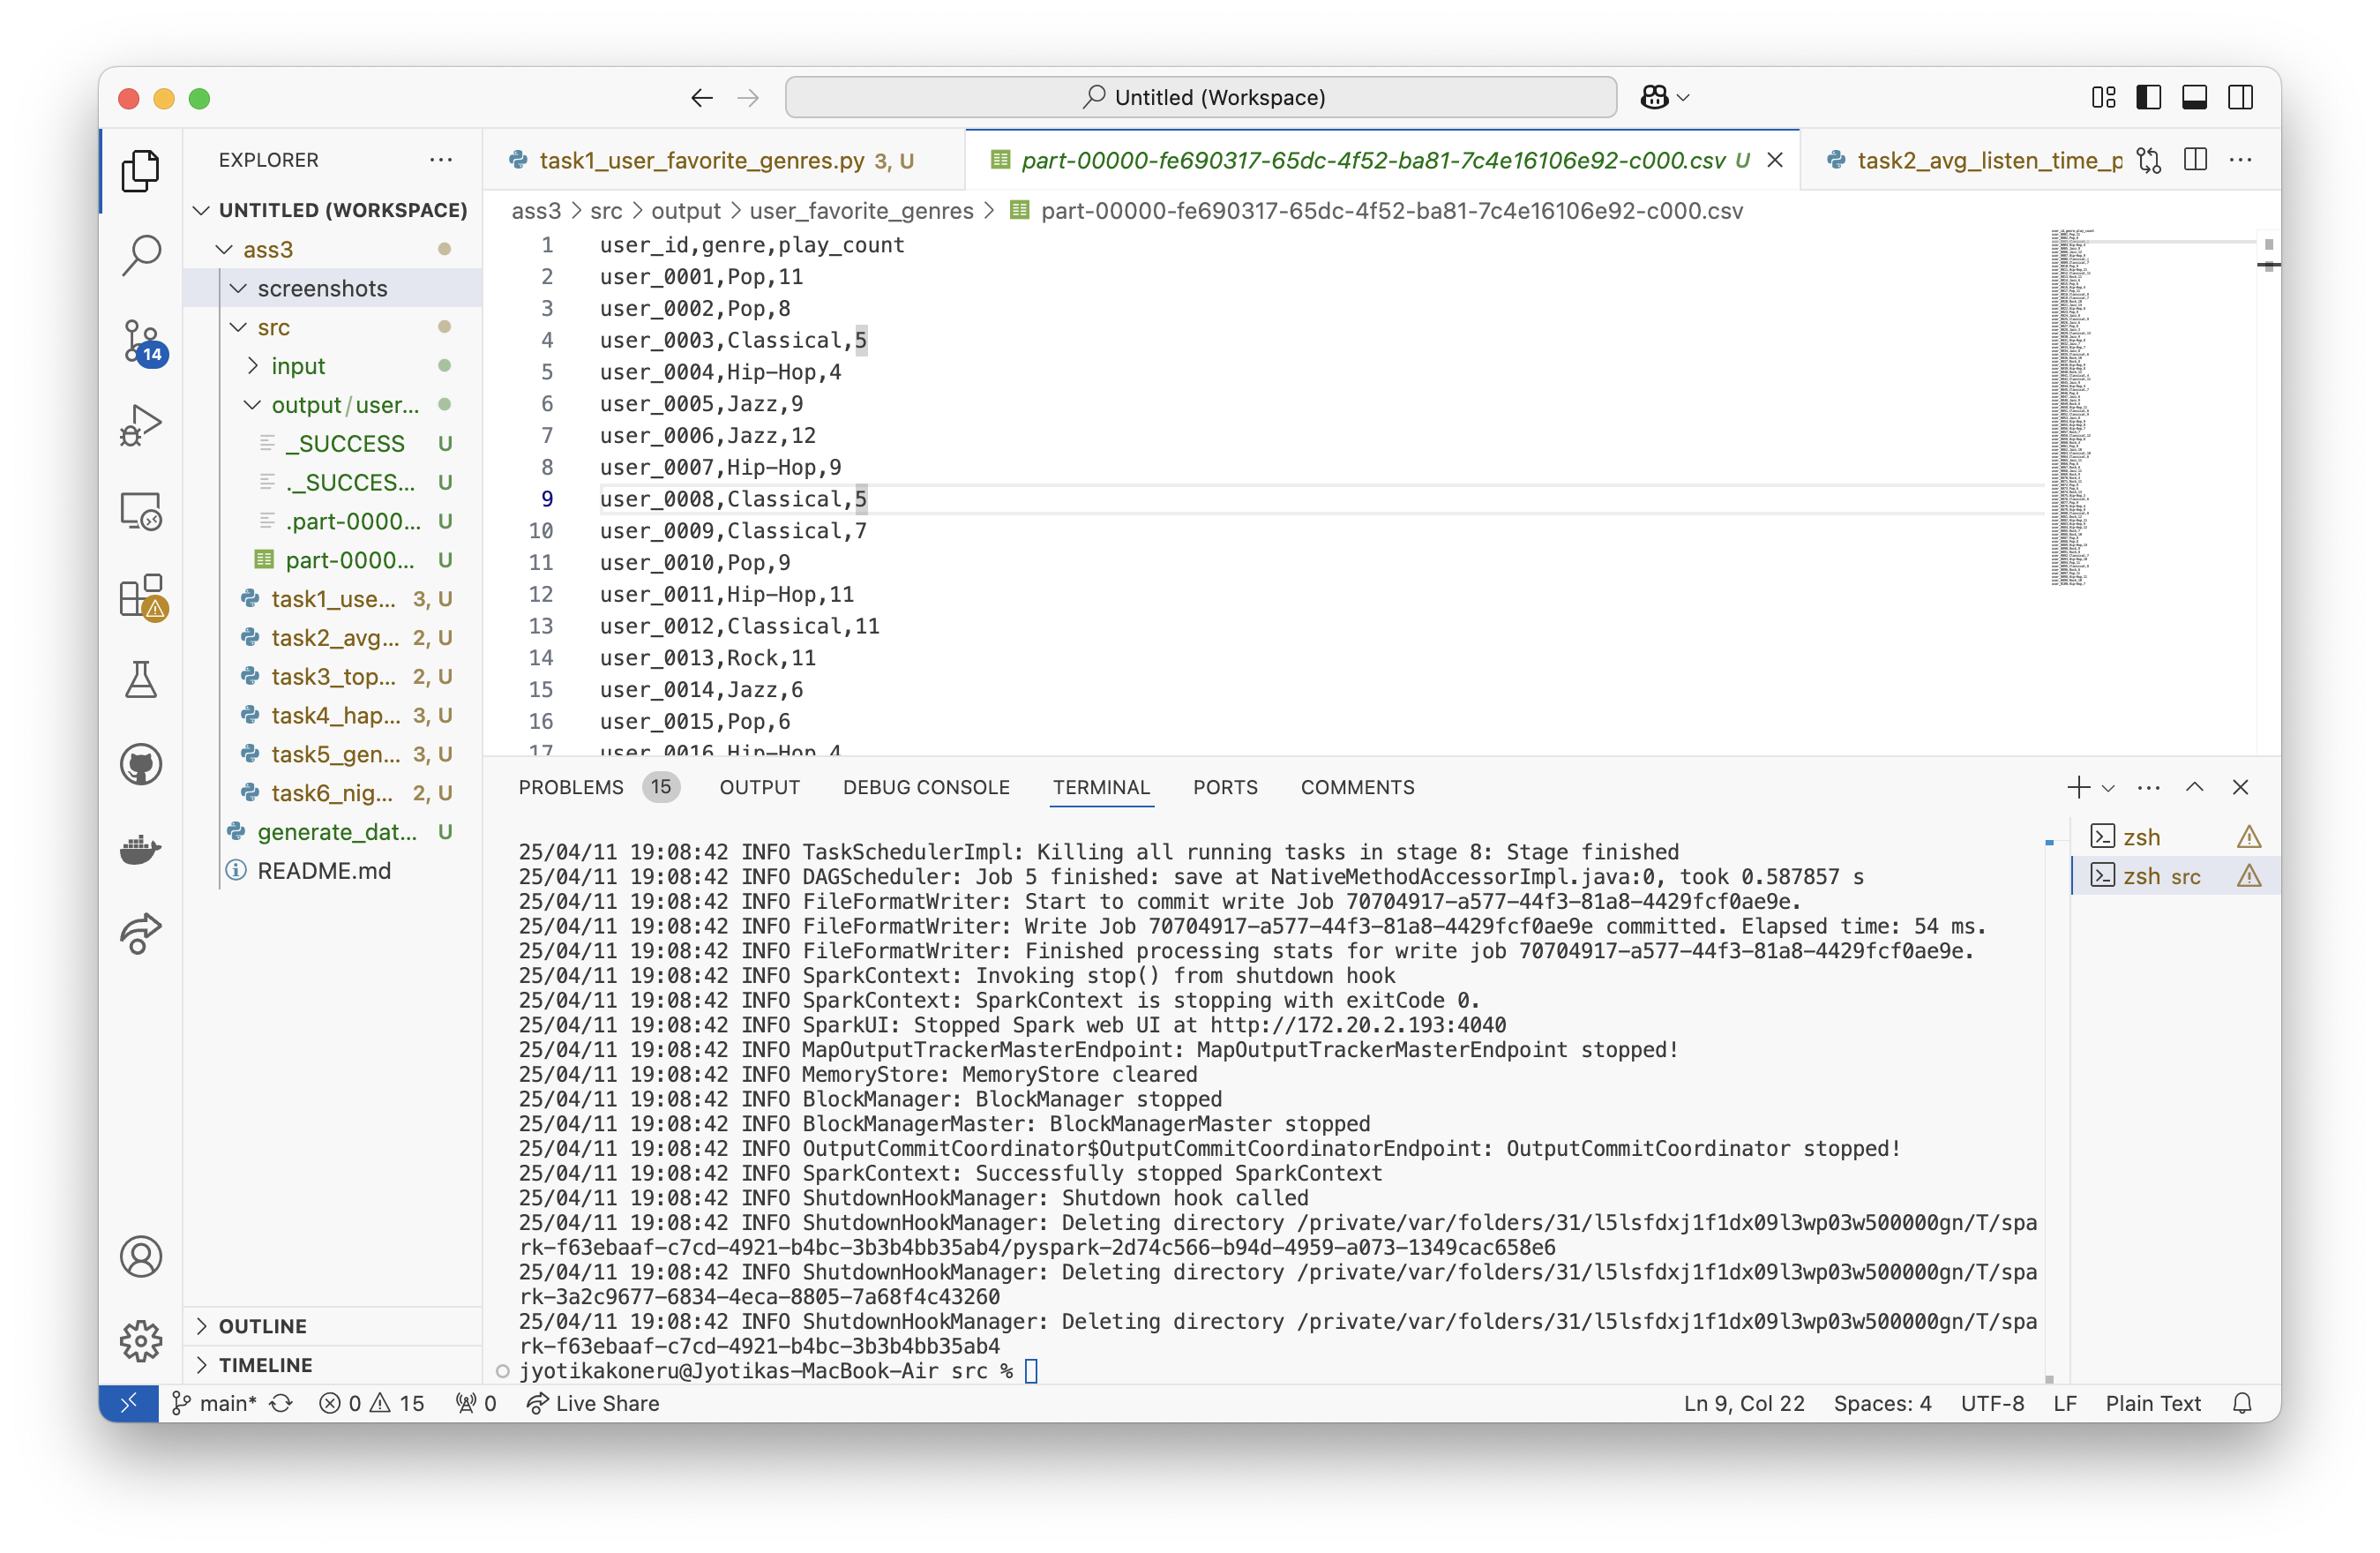 Untitled (Workspace)
EXPLORER
UNTITLED (WORKSPACE)
ass3
screenshots
src
input
output/user...
_SUCCESS U
._SUCCES... U
.part-0000... U
part-0000... U
task1_use... 3, U
task2_avg... 2, U
task3_top... 2, U
task4_hap... 3, U
task5_gen... 3, U
task6_nig... 2, U
generate_dat... U
README.md
OUTLINE
TIMELINE
14
task1_user_favorite_genres.py 3, U
part-00000-fe690317-65dc-4f52-ba81-7c4e16106e92-c000.csv U
task2_avg_listen_time_p
ass3 > src > output > user_favorite_genres > part-00000-fe690317-65dc-4f52-ba81-7c4e16106e92-c000.csv
1 user_id,genre,play_count
2 user_0001,Pop,11
3 user_0002,Pop,8
4 user_0003,Classical,5
5 user_0004,Hip-Hop,4
6 user_0005,Jazz,9
7 user_0006,Jazz,12
8 user_0007,Hip-Hop,9
9 user_0008,Classical,5
10 user_0009,Classical,7
11 user_0010,Pop,9
12 user_0011,Hip-Hop,11
13 user_0012,Classical,11
14 user_0013,Rock,11
15 user_0014,Jazz,6
16 user_0015,Pop,6
17 user_0016,Hip-Hop,4
PROBLEMS 15 OUTPUT DEBUG CONSOLE TERMINAL PORTS COMMENTS
zsh
zsh src
25/04/11 19:08:42 INFO TaskSchedulerImpl: Killing all running tasks in stage 8: Stage finished
25/04/11 19:08:42 INFO DAGScheduler: Job 5 finished: save at NativeMethodAccessorImpl.java:0, took 0.587857 s
25/04/11 19:08:42 INFO FileFormatWriter: Start to commit write Job 70704917-a577-44f3-81a8-4429fcf0ae9e.
25/04/11 19:08:42 INFO FileFormatWriter: Write Job 70704917-a577-44f3-81a8-4429fcf0ae9e committed. Elapsed time: 54 ms.
25/04/11 19:08:42 INFO FileFormatWriter: Finished processing stats for write job 70704917-a577-44f3-81a8-4429fcf0ae9e.
25/04/11 19:08:42 INFO SparkContext: Invoking stop() from shutdown hook
25/04/11 19:08:42 INFO SparkContext: SparkContext is stopping with exitCode 0.
25/04/11 19:08:42 INFO SparkUI: Stopped Spark web UI at http://172.20.2.193:4040
25/04/11 19:08:42 INFO MapOutputTrackerMasterEndpoint: MapOutputTrackerMasterEndpoint stopped!
25/04/11 19:08:42 INFO MemoryStore: MemoryStore cleared
25/04/11 19:08:42 INFO BlockManager: BlockManager stopped
25/04/11 19:08:42 INFO BlockManagerMaster: BlockManagerMaster stopped
25/04/11 19:08:42 INFO OutputCommitCoordinator$OutputCommitCoordinatorEndpoint: OutputCommitCoordinator stopped!
25/04/11 19:08:42 INFO SparkContext: Successfully stopped SparkContext
25/04/11 19:08:42 INFO ShutdownHookManager: Shutdown hook called
25/04/11 19:08:42 INFO ShutdownHookManager: Deleting directory /private/var/folders/31/l5lsfdxj1f1dx09l3wp03w500000gn/T/spa
rk-f63ebaaf-c7cd-4921-b4bc-3b3b4bb35ab4/pyspark-2d74c566-b94d-4959-a073-1349cac658e6
25/04/11 19:08:42 INFO ShutdownHookManager: Deleting directory /private/var/folders/31/l5lsfdxj1f1dx09l3wp03w500000gn/T/spa
rk-3a2c9677-6834-4eca-8805-7a68f4c43260
25/04/11 19:08:42 INFO ShutdownHookManager: Deleting directory /private/var/folders/31/l5lsfdxj1f1dx09l3wp03w500000gn/T/spa
rk-f63ebaaf-c7cd-4921-b4bc-3b3b4bb35ab4
jyotikakoneru@Jyotikas-MacBook-Air src %
main* 0 15 0 Live Share Ln 9, Col 22 Spaces: 4 UTF-8 LF Plain Text